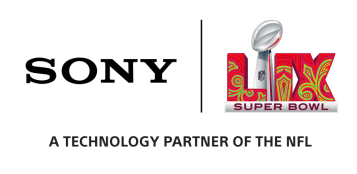 SONY
LIX
SUPER BOWL
A TECHNOLOGY PARTNER OF THE NFL